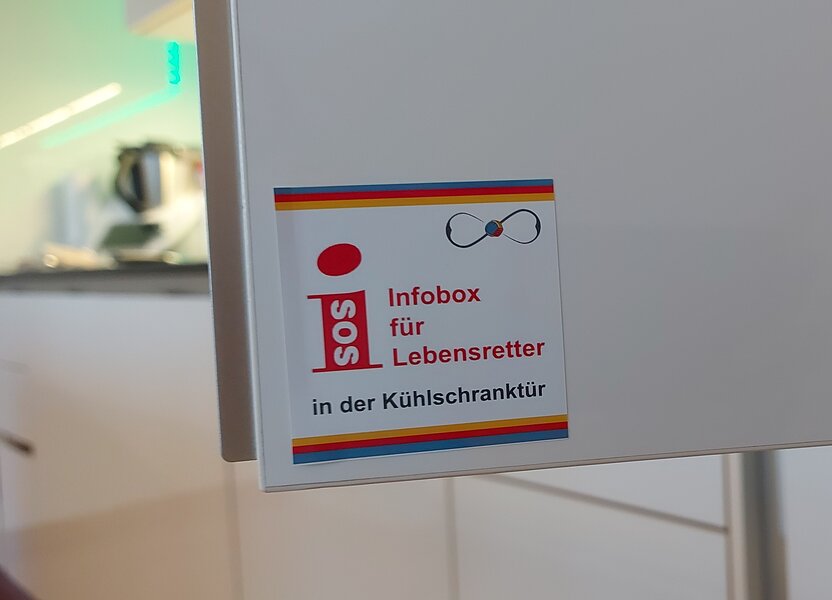 sos
Infobox
für
Lebensretter
in der Kühlschranktür